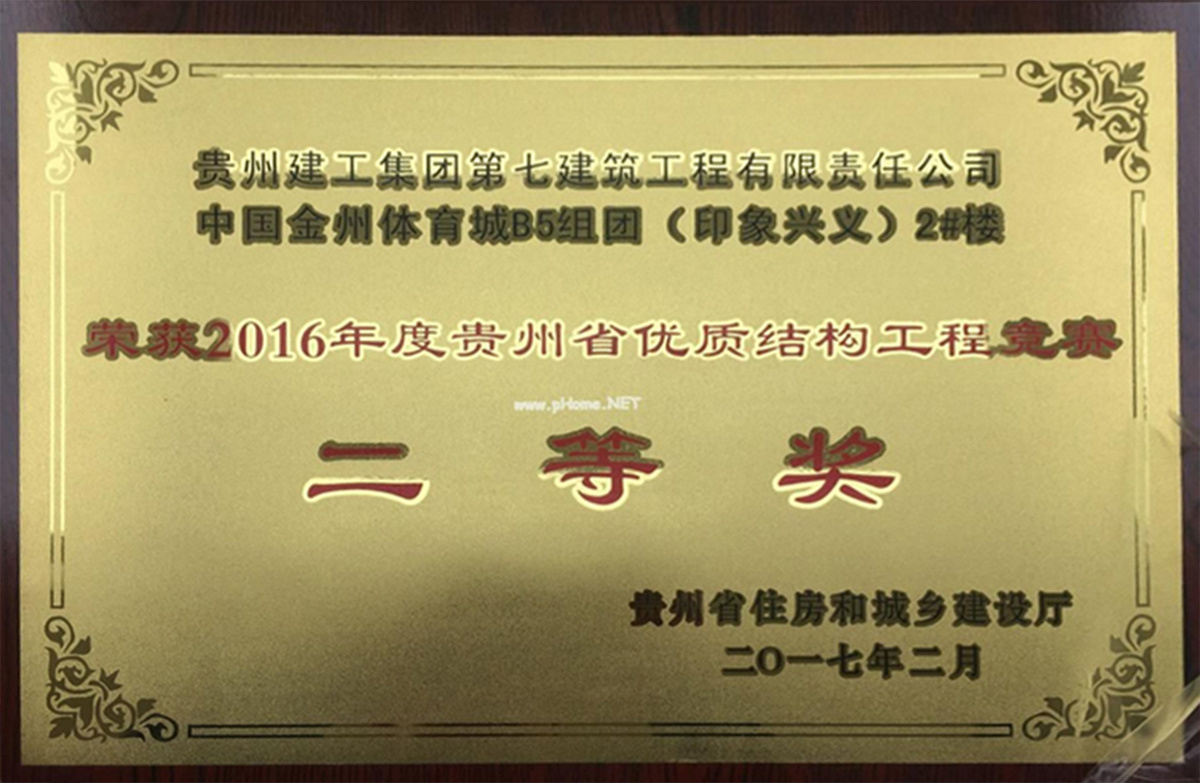 贵州建工集团第七建筑工程有限责任公司
中国金州体育城B5组团（印象兴义）2#楼
荣获2016年度贵州省优质结构工程竞赛
www.pHome.NET
二等奖
贵州省住房和城乡建设厅
二O一七年二月